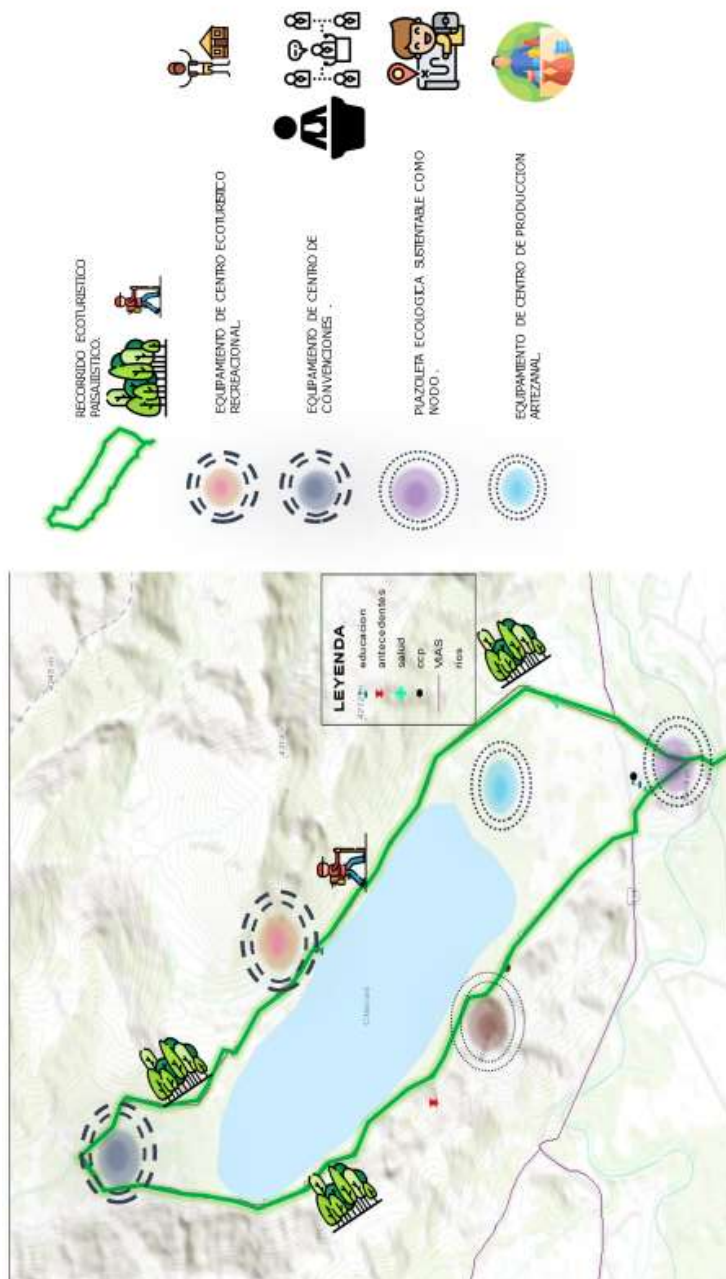 RECORRIDO ECOTURISTICO
PAISAJISTICO.
EQUIPAMIENTO DE CENTRO ECOTURISTICO
RECREACIONAL.
EQUIPAMIENTO DE CENTRO DE
CONVENCIONES .
PLAZOLETA ECOLOGICA SUSTENTABLE COMO
NODO .
EQUIPAMIENTO DE CENTRO DE PRODUCCION
ARTEZANAL.
LEYENDA
educacion
antecedentes
salud
ccp
VIAS
rios